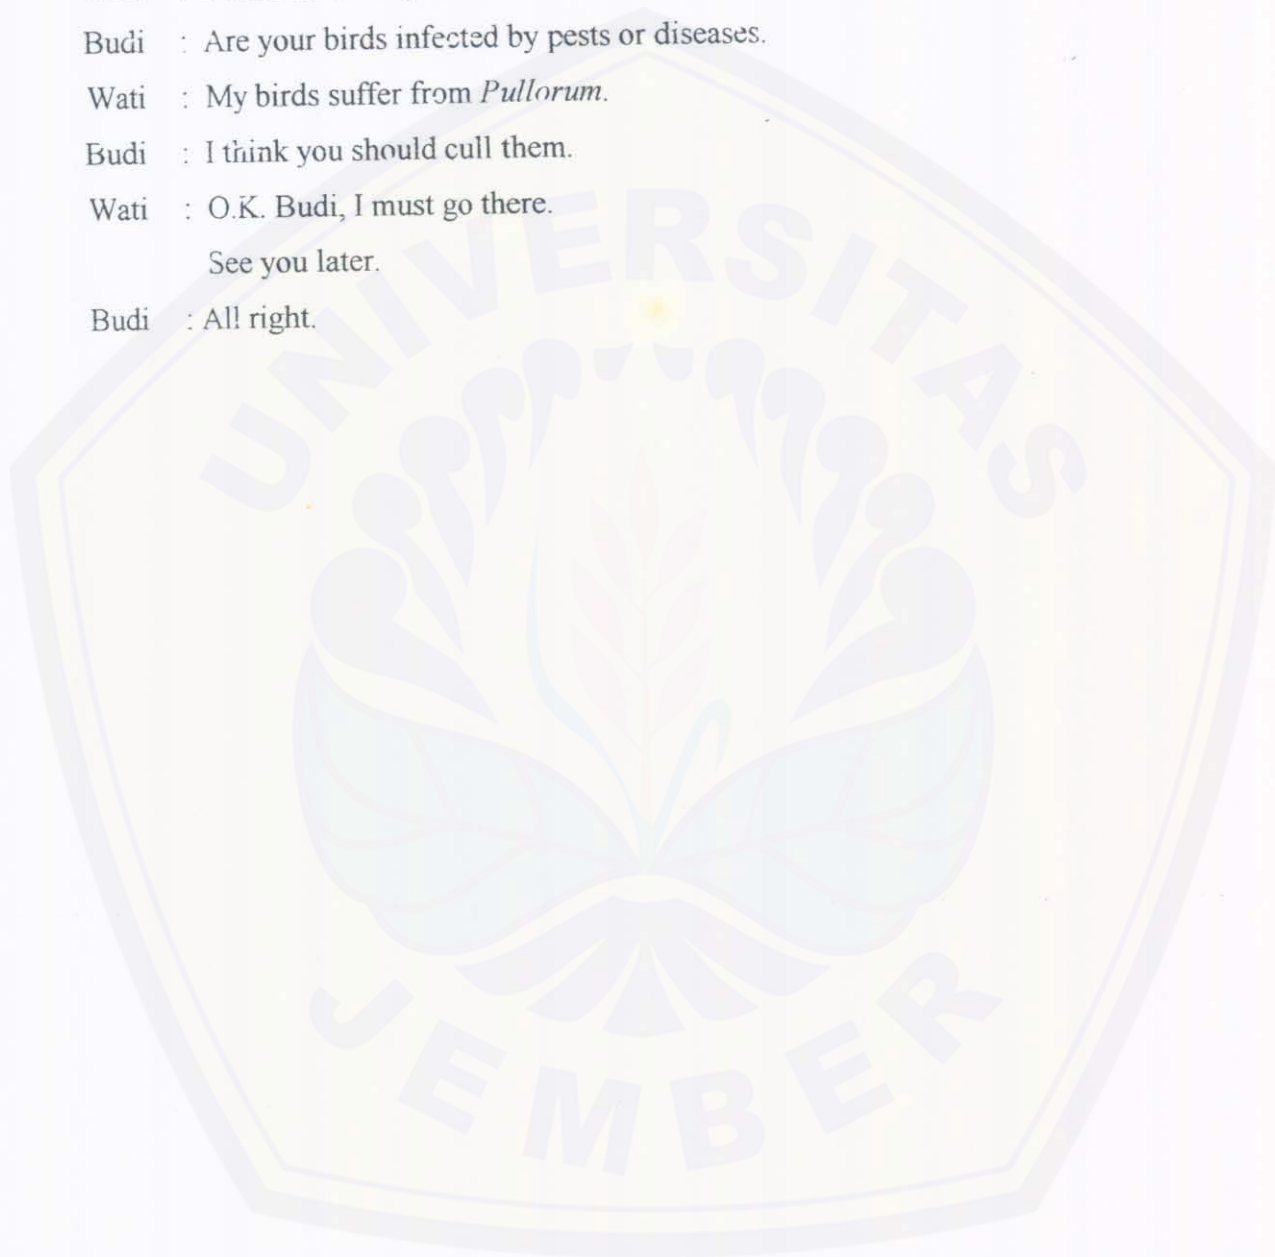 Budi : Are your birds infected by pests or diseases.
Wati : My birds suffer from Pullorum.
Budi : I think you should cull them.
Wati : O.K. Budi, I must go there.
See you later.
Budi : All right.
UNIVERSITAS
JEMBER